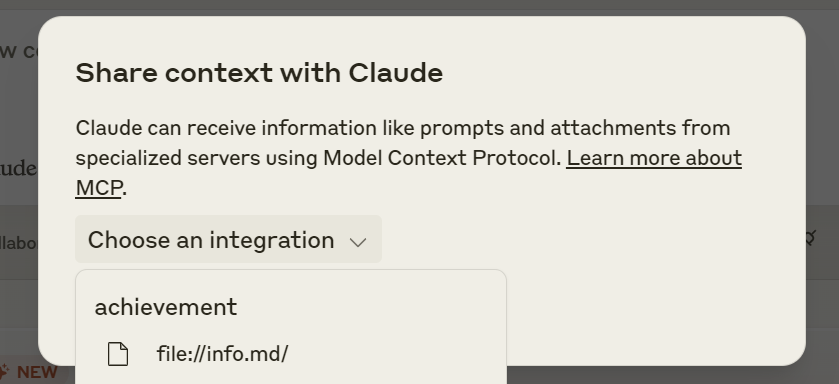 Share context with Claude
Claude can receive information like prompts and attachments from
specialized servers using Model Context Protocol. Learn more about
MCP.
Choose an integration
achievement
file://info.md/
NEW